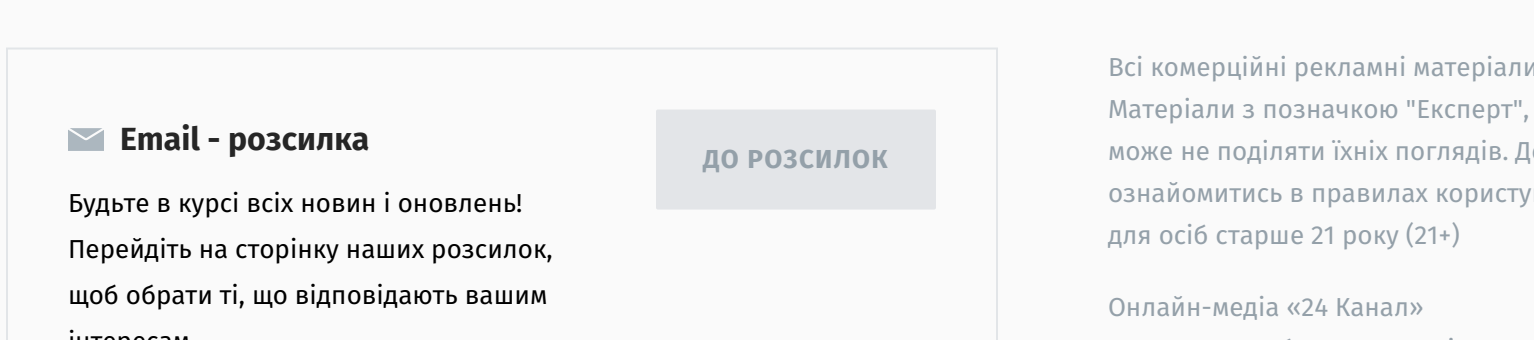 Email - розсилка
ДО РОЗСИЛОК
Будьте в курсі всіх новин і оновлень!
Перейдіть на сторінку наших розсилок,
щоб обрати ті, що відповідають вашим
інтересам
Всі комерційні рекламні матеріали
Матеріали з позначкою "Експерт",
може не поділяти їхніх поглядів.
ознайомитись в правилах користу
для осіб старше 21 року (21+)
Онлайн-медіа «24 Канал»